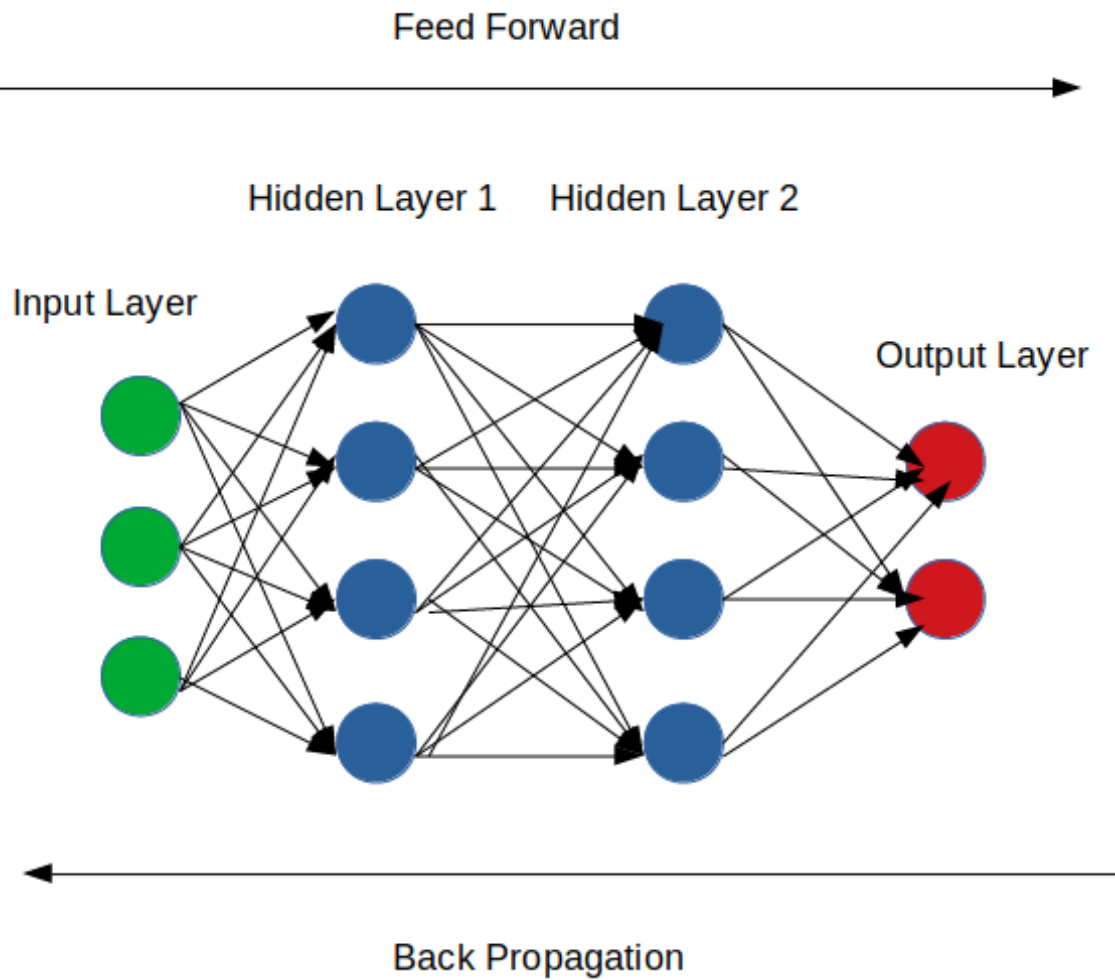 Feed Forward
Hidden Layer 1
Hidden Layer 2
Input Layer
Output Layer
Back Propagation